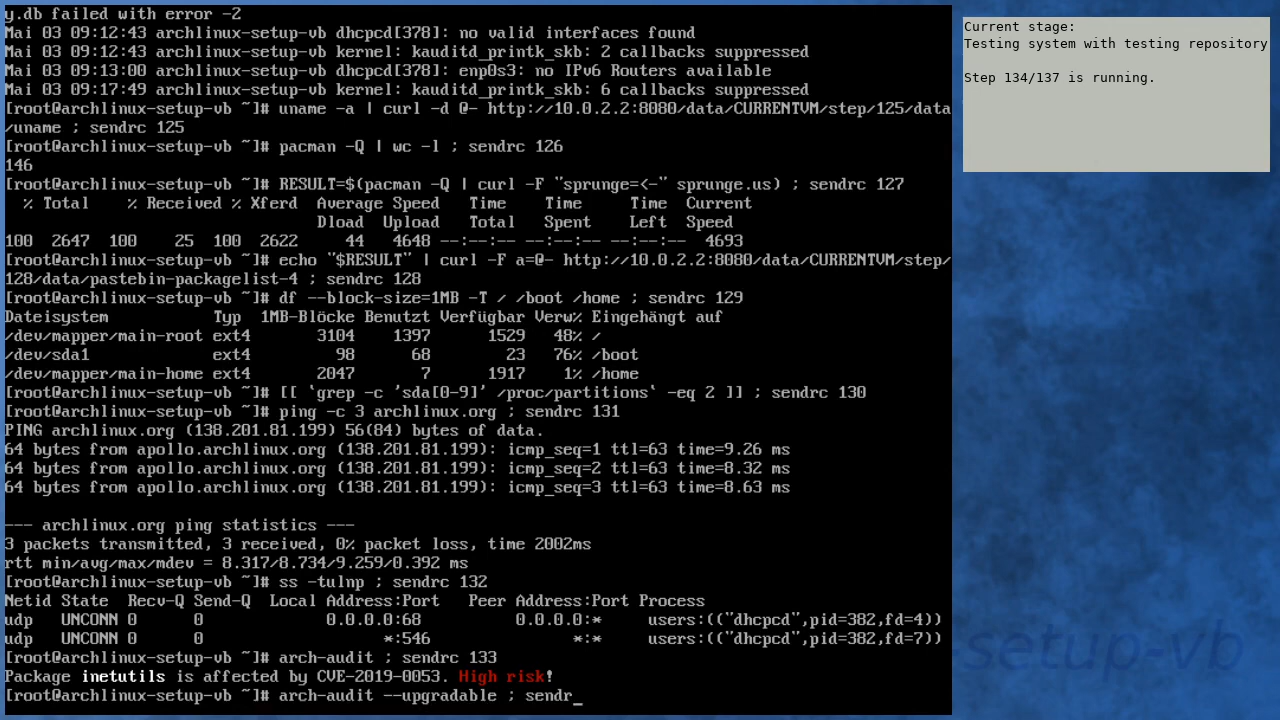 y.db failed with error -2
Mai 03 09:12:43 archlinux-setup-vb dhcpcd[378]: no valid interfaces found
Mai 03 09:12:43 archlinux-setup-vb kernel: kauditd_printk_skb: 2 callbacks suppressed
Mai 03 09:13:00 archlinux-setup-vb dhcpcd[378]: enp0s3: no IPv6 Routers available
Mai 03 09:17:49 archlinux-setup-vb kernel: kauditd_printk_skb: 6 callbacks suppressed
[root@archlinux-setup-vb ~]# uname -a | curl -d @- http://10.0.2.2:8080/data/CURRENTVM/step/125/data
/uname ; sendrc 125
[root@archlinux-setup-vb ~]# pacman -Q | wc -l ; sendrc 126
146
[root@archlinux-setup-vb ~]# RESULT=$(pacman -Q | curl -F "sprunge=<-" sprunge.us) ; sendrc 127
  % Total    % Received % Xferd  Average Speed   Time    Time     Time  Current
                                 Dload  Upload   Total   Spent    Left  Speed
100  2647  100    25  100  2622     44   4648 --:--:-- --:--:-- --:--:--  4693
[root@archlinux-setup-vb ~]# echo "$RESULT" | curl -F a=@- http://10.0.2.2:8080/data/CURRENTVM/step/
128/data/pastebin-packagelist-4 ; sendrc 128
[root@archlinux-setup-vb ~]# df --block-size=1MB -T / /boot /home ; sendrc 129
Dateisystem           Typ  1MB-Blöcke Benutzt Verfügbar Verw% Eingehängt auf
/dev/mapper/main-root ext4       3104    1397      1529   48% /
/dev/sda1             ext4         98      68        23   76% /boot
/dev/mapper/main-home ext4       2047       7      1917    1% /home
[root@archlinux-setup-vb ~]# [[ `grep -c 'sda[0-9]' /proc/partitions` -eq 2 ]] ; sendrc 130
[root@archlinux-setup-vb ~]# ping -c 3 archlinux.org ; sendrc 131
PING archlinux.org (138.201.81.199) 56(84) bytes of data.
64 bytes from apollo.archlinux.org (138.201.81.199): icmp_seq=1 ttl=63 time=9.26 ms
64 bytes from apollo.archlinux.org (138.201.81.199): icmp_seq=2 ttl=63 time=8.32 ms
64 bytes from apollo.archlinux.org (138.201.81.199): icmp_seq=3 ttl=63 time=8.63 ms

--- archlinux.org ping statistics ---
3 packets transmitted, 3 received, 0% packet loss, time 2002ms
rtt min/avg/max/mdev = 8.317/8.734/9.259/0.392 ms
[root@archlinux-setup-vb ~]# ss -tulnp ; sendrc 132
Netid State  Recv-Q Send-Q  Local Address:Port   Peer Address:Port Process
udp   UNCONN 0      0             0.0.0.0:68          0.0.0.0:*     users:(("dhcpcd",pid=382,fd=4))
udp   UNCONN 0      0                   *:546               *:*     users:(("dhcpcd",pid=382,fd=7))
[root@archlinux-setup-vb ~]# arch-audit ; sendrc 133
Package inetutils is affected by CVE-2019-0053. High risk!
[root@archlinux-setup-vb ~]# arch-audit --upgradable ; sendr_
Current stage:
Testing system with testing repository
Step 134/137 is running.
setup-vb